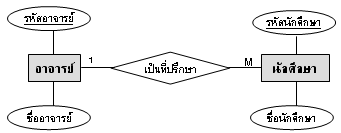 รหัสอาจารย์
รหัสนักศึกษา
อาจารย์
1
เป็นที่ปรึกษา
M
นักศึกษา
ชื่ออาจารย์
ชื่อนักศึกษา